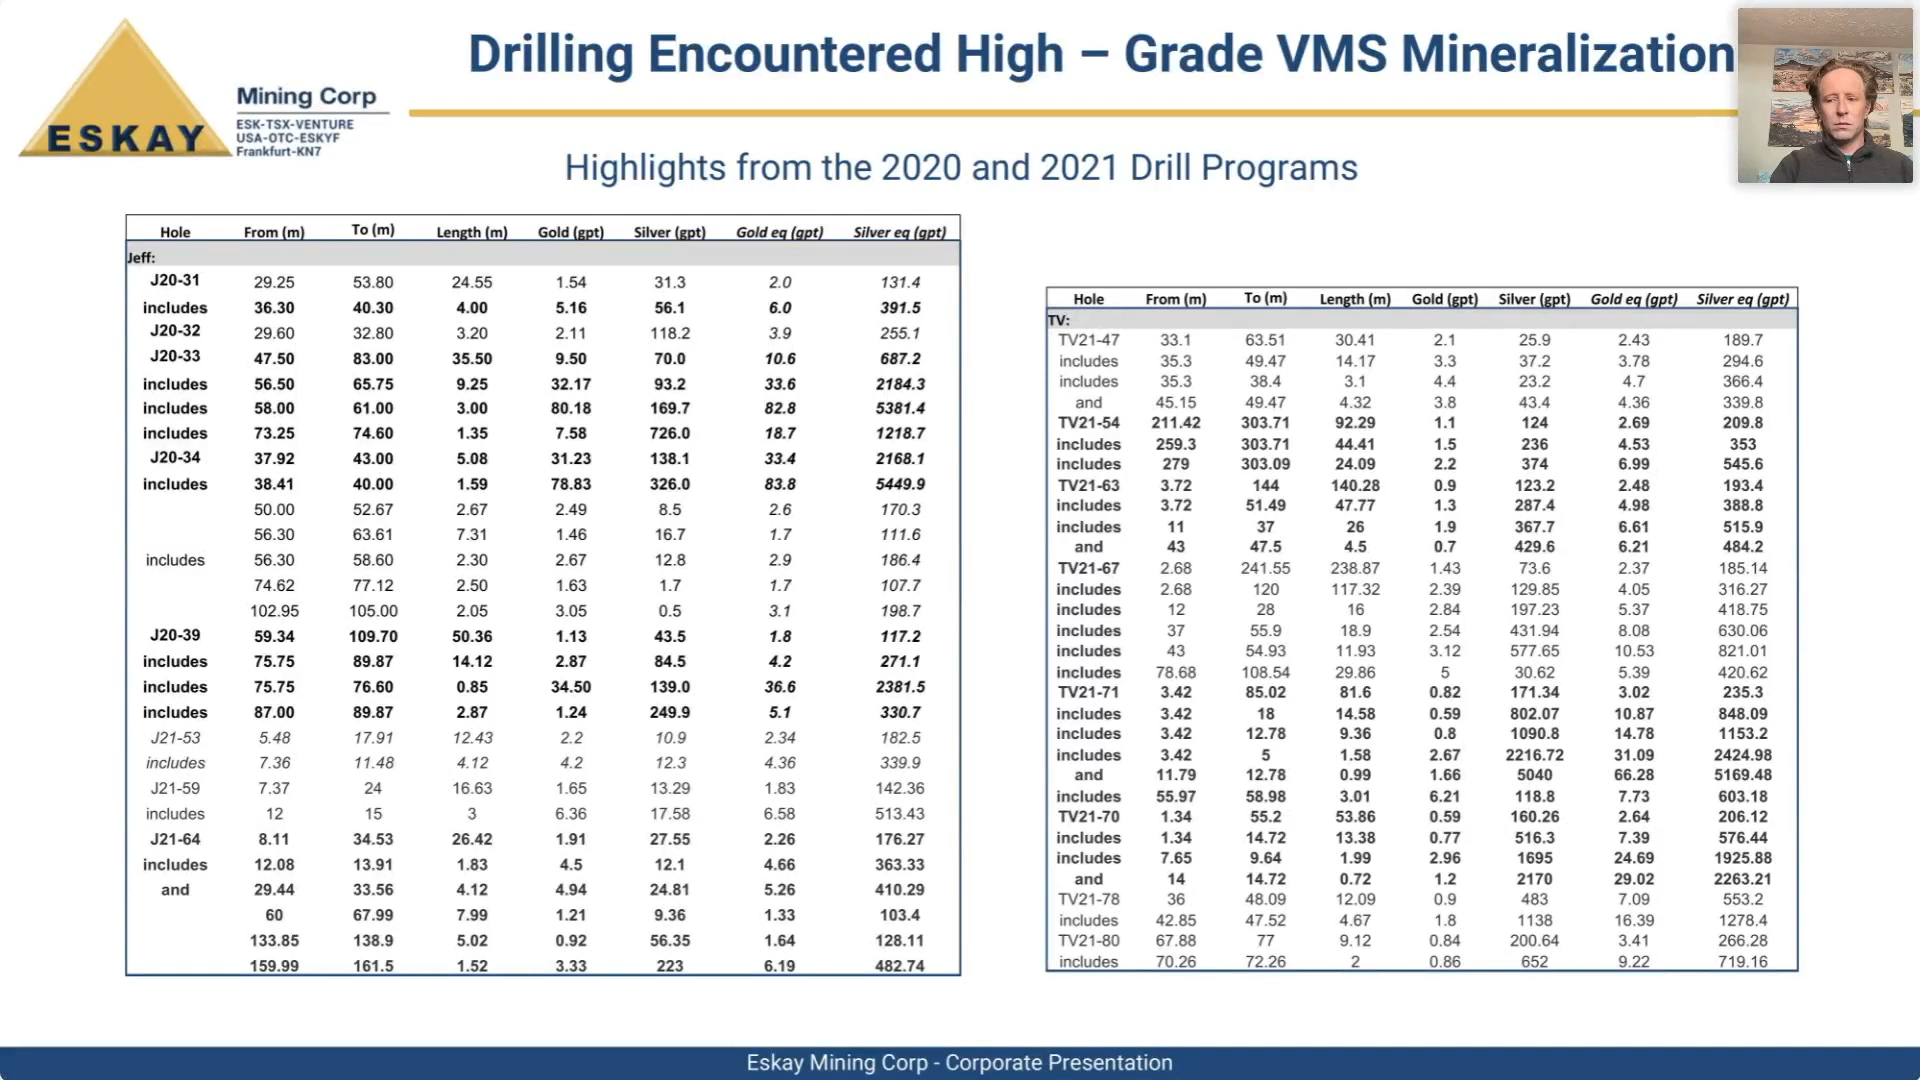 Drilling Encountered High – Grade VMS Mineralization
ESKAY
Mining Corp
ESK-TSX-VENTURE
USA-OTC-ESKYF
Frankfurt-KN7
Highlights from the 2020 and 2021 Drill Programs
Hole From (m) To (m) Length (m) Gold (gpt) Silver (gpt) Gold eq (gpt) Silver eq (gpt)
Jeff:
J20-31 29.25 53.80 24.55 1.54 31.3 2.0 131.4
includes 36.30 40.30 4.00 5.16 56.1 6.0 391.5
J20-32 29.60 32.80 3.20 2.11 118.2 3.9 255.1
J20-33 47.50 83.00 35.50 9.50 70.0 10.6 687.2
includes 56.50 65.75 9.25 32.17 93.2 33.6 2184.3
includes 58.00 61.00 3.00 80.18 169.7 82.8 5381.4
includes 73.25 74.60 1.35 7.58 726.0 18.7 1218.7
J20-34 37.92 43.00 5.08 31.23 138.1 33.4 2168.1
includes 38.41 40.00 1.59 78.83 326.0 83.8 5449.9
50.00 52.67 2.67 2.49 8.5 2.6 170.3
56.30 63.61 7.31 1.46 16.7 1.7 111.6
includes 56.30 58.60 2.30 2.67 12.8 2.9 186.4
74.62 77.12 2.50 1.63 1.7 1.7 107.7
102.95 105.00 2.05 3.05 0.5 3.1 198.7
J20-39 59.34 109.70 50.36 1.13 43.5 1.8 117.2
includes 75.75 89.87 14.12 2.87 84.5 4.2 271.1
includes 75.75 76.60 0.85 34.50 139.0 36.6 2381.5
includes 87.00 89.87 2.87 1.24 249.9 5.1 330.7
J21-53 5.48 17.91 12.43 2.2 10.9 2.34 182.5
includes 7.36 11.48 4.12 4.2 12.3 4.36 339.9
J21-59 7.37 24 16.63 1.65 13.29 1.83 142.36
includes 12 15 3 6.36 17.58 6.58 513.43
J21-64 8.11 34.53 26.42 1.91 27.55 2.26 176.27
includes 12.08 13.91 1.83 4.5 12.1 4.66 363.33
and 29.44 33.56 4.12 4.94 24.81 5.26 410.29
60 67.99 7.99 1.21 9.36 1.33 103.4
133.85 138.9 5.02 0.92 56.35 1.64 128.11
159.99 161.5 1.52 3.33 223 6.19 482.74
Hole From (m) To (m) Length (m) Gold (gpt) Silver (gpt) Gold eq (gpt) Silver eq (gpt)
TV:
TV21-47 33.1 63.51 30.41 2.1 25.9 2.43 189.7
includes 35.3 49.47 14.17 3.3 37.2 3.78 294.6
includes 35.3 38.4 3.1 4.4 23.2 4.7 366.4
and 45.15 49.47 4.32 3.8 43.4 4.36 339.8
TV21-54 211.42 303.71 92.29 1.1 124 2.69 209.8
includes 259.3 303.71 44.41 1.5 236 4.53 353
includes 279 303.09 24.09 2.2 374 6.99 545.6
TV21-63 3.72 144 140.28 0.9 123.2 2.48 193.4
includes 3.72 51.49 47.77 1.3 287.4 4.98 388.8
includes 11 37 26 1.9 367.7 6.61 515.9
and 43 47.5 4.5 0.7 429.6 6.21 484.2
TV21-67 2.68 241.55 238.87 1.43 73.6 2.37 185.14
includes 2.68 120 117.32 2.39 129.85 4.05 316.27
includes 12 28 16 2.84 197.23 5.37 418.75
includes 37 55.9 18.9 2.54 431.94 8.08 630.06
includes 43 54.93 11.93 3.12 577.65 10.53 821.01
includes 78.68 108.54 29.86 5 30.62 5.39 420.62
TV21-71 3.42 85.02 81.6 0.82 171.34 3.02 235.3
includes 3.42 18 14.58 0.59 802.07 10.87 848.09
includes 3.42 12.78 9.36 0.8 1090.8 14.78 1153.2
includes 3.42 5 1.58 2.67 2216.72 31.09 2424.98
and 11.79 12.78 0.99 1.66 5040 66.28 5169.48
includes 55.97 58.98 3.01 6.21 118.8 7.73 603.18
TV21-70 1.34 55.2 53.86 0.59 160.26 2.64 206.12
includes 1.34 14.72 13.38 0.77 516.3 7.39 576.44
includes 7.65 9.64 1.99 2.96 1695 24.69 1925.88
and 14 14.72 0.72 1.2 2170 29.02 2263.21
TV21-78 36 48.09 12.09 0.9 483 7.09 553.2
includes 42.85 47.52 4.67 1.8 1138 16.39 1278.4
TV21-80 67.88 77 9.12 0.84 200.64 3.41 266.28
includes 70.26 72.26 2 0.86 652 9.22 719.16
Eskay Mining Corp - Corporate Presentation